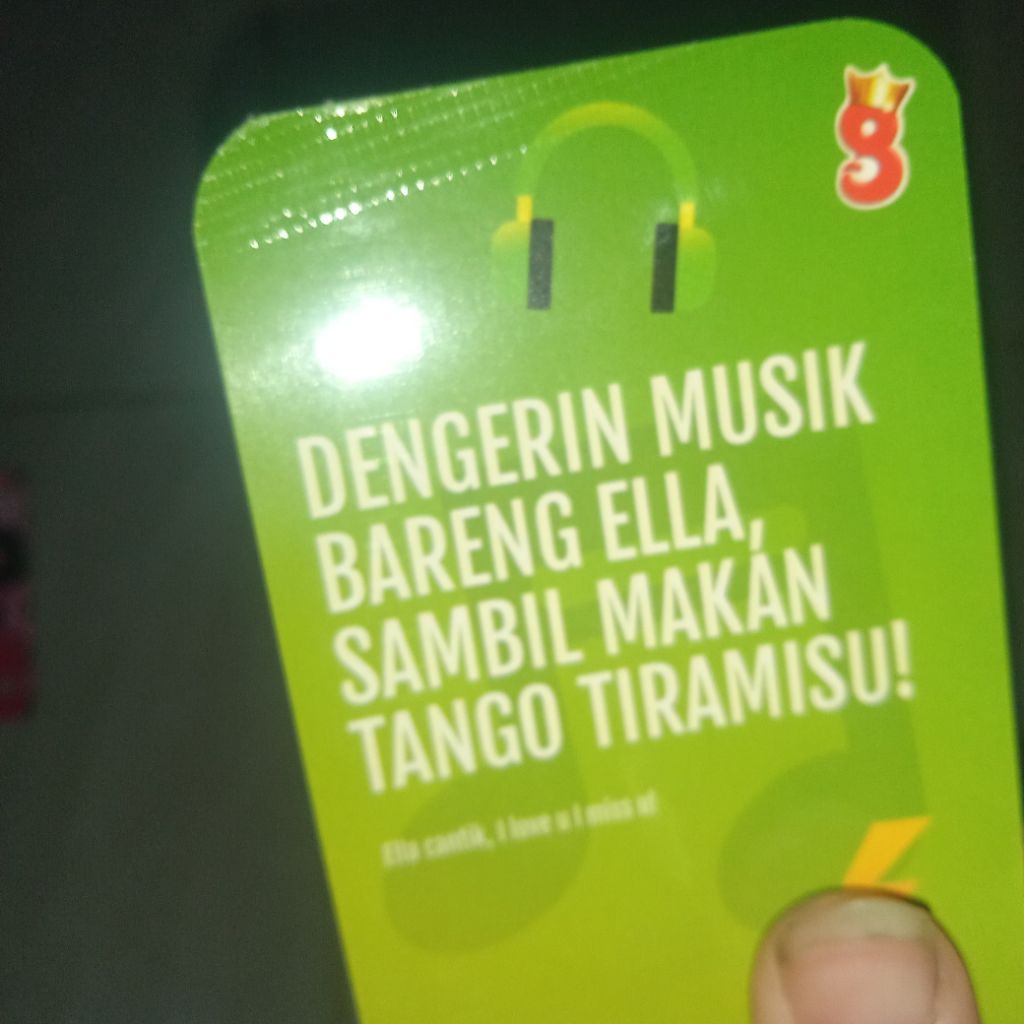 DENGERIN MUSIK
BARENG ELLA,
SAMBIL MAKAN
TANGO TIRAMISU!
Ella cantik, I love u I miss u!